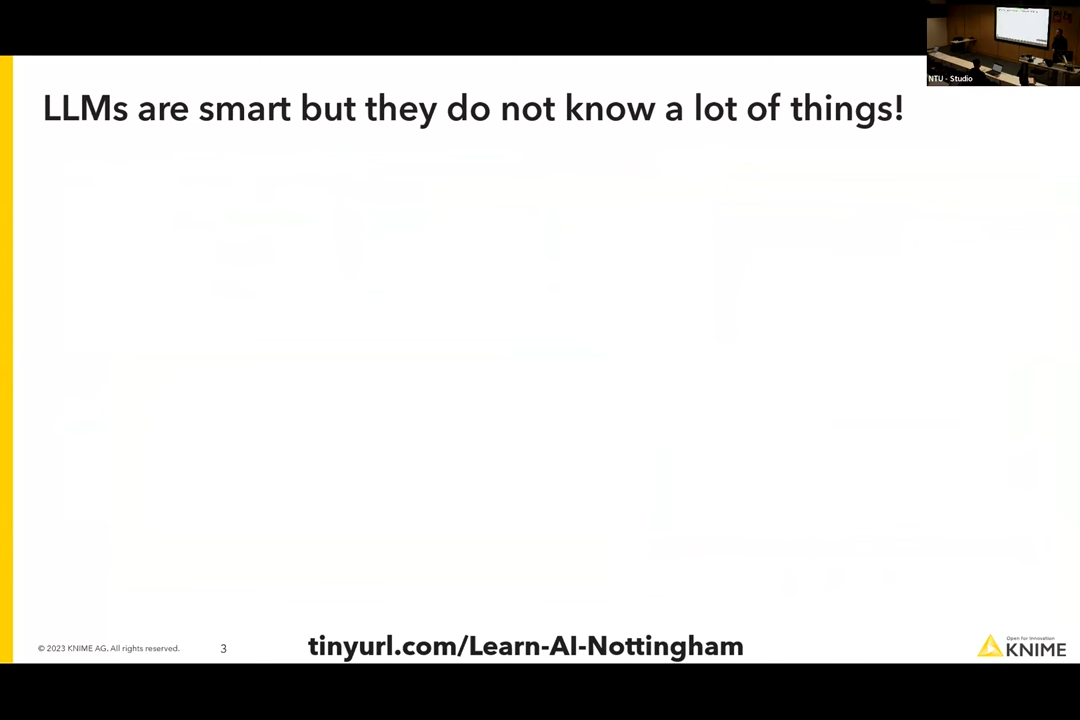 NTU - Studio
LLMs are smart but they do not know a lot of things!
© 2023 KNIME AG. All rights reserved.
3
tinyurl.com/Learn-AI-Nottingham
Open for Innovation
KNIME